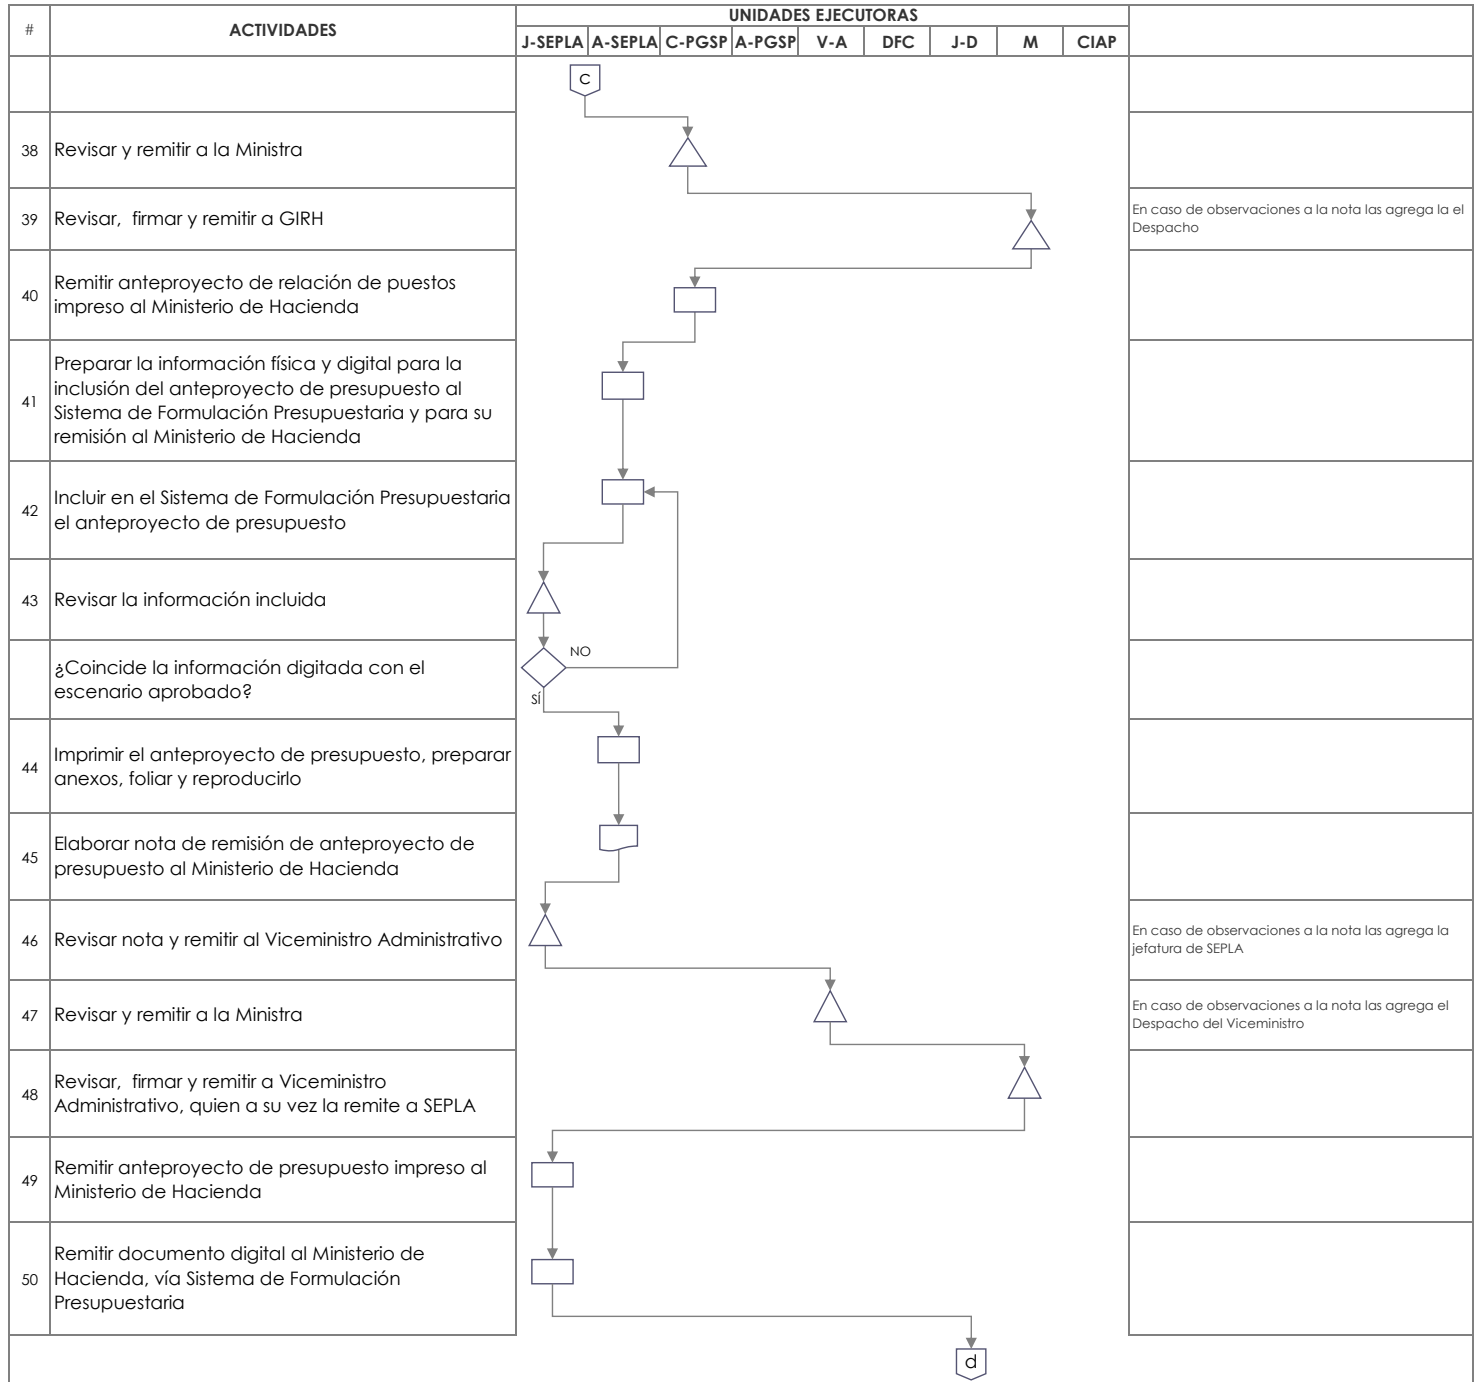 UNIDADES EJECUTORAS
# ACTIVIDADES
J-SEPLA A-SEPLA C-PGSP A-PGSP V-A DFC J-D M CIAP
c
38 Revisar y remitir a la Ministra
39 Revisar, firmar y remitir a GIRH
En caso de observaciones a la nota las agrega la el
Despacho
40 Remitir anteproyecto de relación de puestos
impreso al Ministerio de Hacienda
41 Preparar la información física y digital para la
inclusión del anteproyecto de presupuesto al
Sistema de Formulación Presupuestaria y para su
remisión al Ministerio de Hacienda
42 Incluir en el Sistema de Formulación Presupuestaria
el anteproyecto de presupuesto
43 Revisar la información incluida
¿Coincide la información digitada con el
escenario aprobado?
NO
SÍ
44 Imprimir el anteproyecto de presupuesto, preparar
anexos, foliar y reproducirlo
45 Elaborar nota de remisión de anteproyecto de
presupuesto al Ministerio de Hacienda
46 Revisar nota y remitir al Viceministro Administrativo
En caso de observaciones a la nota las agrega la
jefatura de SEPLA
47 Revisar y remitir a la Ministra
En caso de observaciones a la nota las agrega el
Despacho del Viceministro
48 Revisar, firmar y remitir a Viceministro
Administrativo, quien a su vez la remite a SEPLA
49 Remitir anteproyecto de presupuesto impreso al
Ministerio de Hacienda
50 Remitir documento digital al Ministerio de
Hacienda, vía Sistema de Formulación
Presupuestaria
d